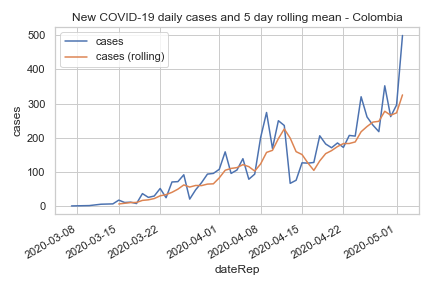 New COVID-19 daily cases and 5 day rolling mean - Colombia
cases
cases (rolling)
500
400
300
200
100
0
cases
2020-03-08
2020-03-15
2020-03-22
2020-04-01
2020-04-08
2020-04-15
2020-04-22
2020-05-01
dateRep